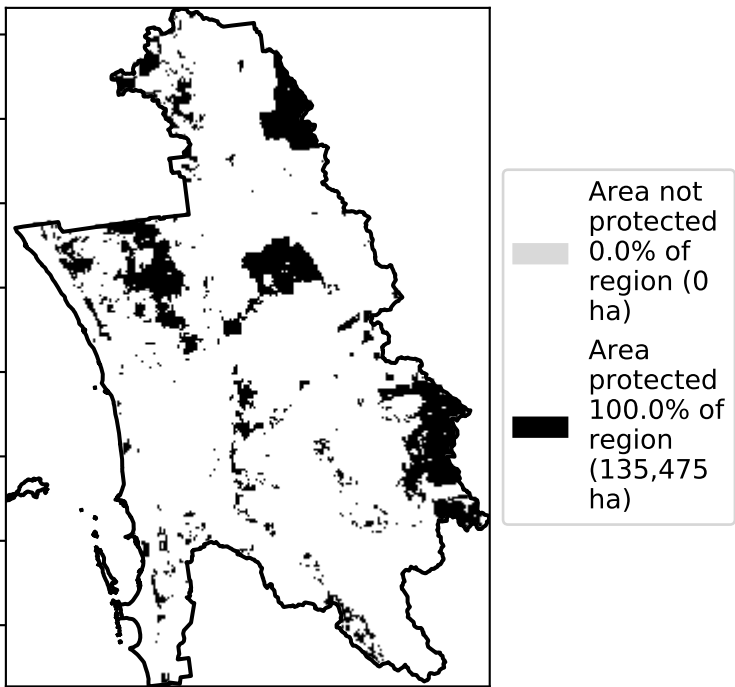 Area not
protected
0.0% of
region (0
ha)
Area
protected
100.0% of
region
(135,475
ha)